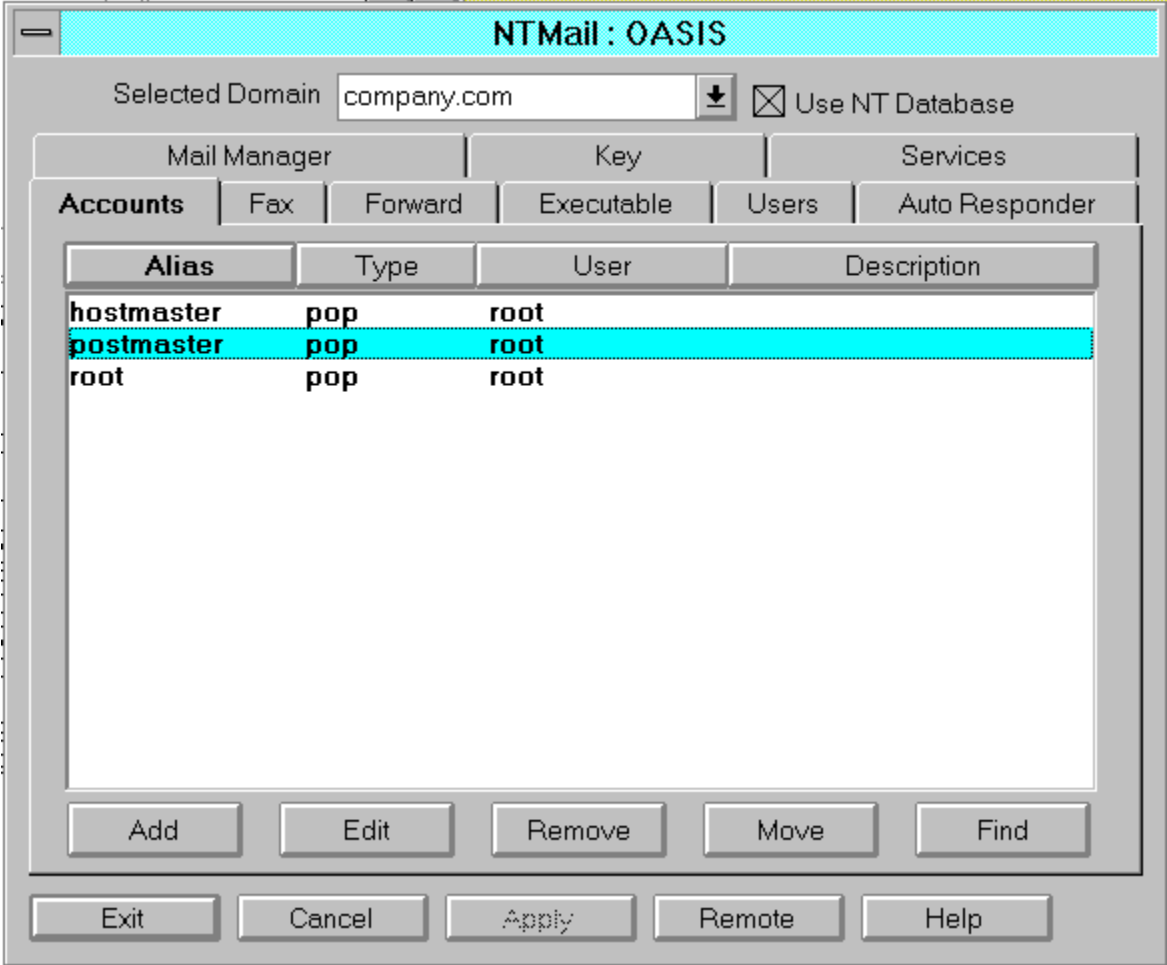 NTMail : OASIS
Selected Domain company.com Use NT Database
Mail Manager Key Services
Accounts Fax Forward Executable Users Auto Responder
Alias Type User Description
hostmaster pop root
postmaster pop root
root pop root
Add Edit Remove Move Find
Exit Cancel Apply Remote Help